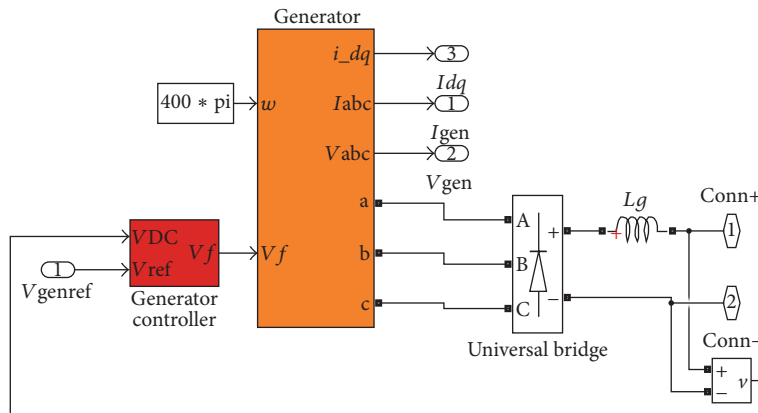 Generator
i_dq
3
Idq
400 * pi
w
Iabc
1
Igen
Vabc
2
Vgen
a
A
Lg
Conn+
+
+
1
VDC
Vf
Vf
b
B
1
Vref
Vgenref
Generator
controller
c
C
−
2
Universal bridge
Conn−
+
−
v